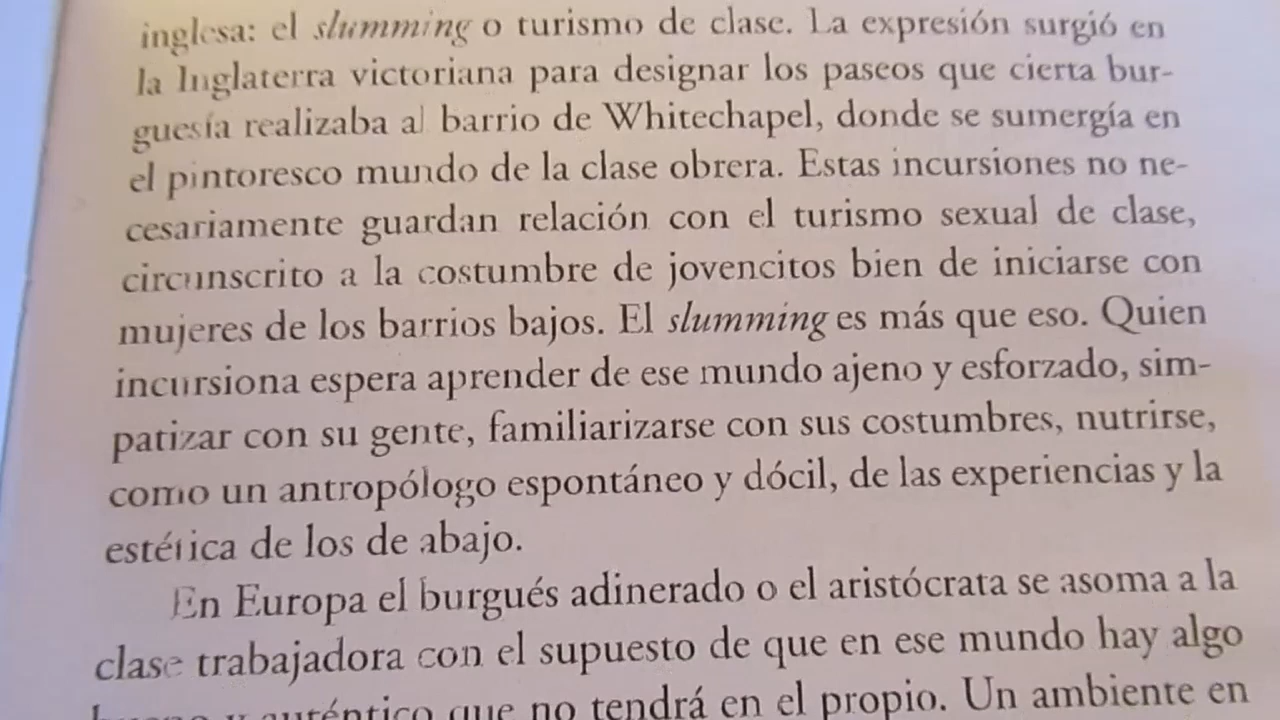 inglesa: el slumming o turismo de clase. La expresión surgió en
la Inglaterra victoriana para designar los paseos que cierta bur-
guesía realizaba al barrio de Whitechapel, donde se sumergía en
el pintoresco mundo de la clase obrera. Estas incursiones no ne-
cesariamente guardan relación con el turismo sexual de clase,
circunscrito a la costumbre de jovencitos bien de iniciarse con
mujeres de los barrios bajos. El slumming es más que eso. Quien
incursiona espera aprender de ese mundo ajeno y esforzado, sim-
patizar con su gente, familiarizarse con sus costumbres, nutrirse,
como un antropólogo espontáneo y dócil, de las experiencias y la
estética de los de abajo.
En Europa el burgués adinerado o el aristócrata se asoma a la
clase trabajadora con el supuesto de que en ese mundo hay algo
y auténtico que no tendrá en el propio. Un ambiente en